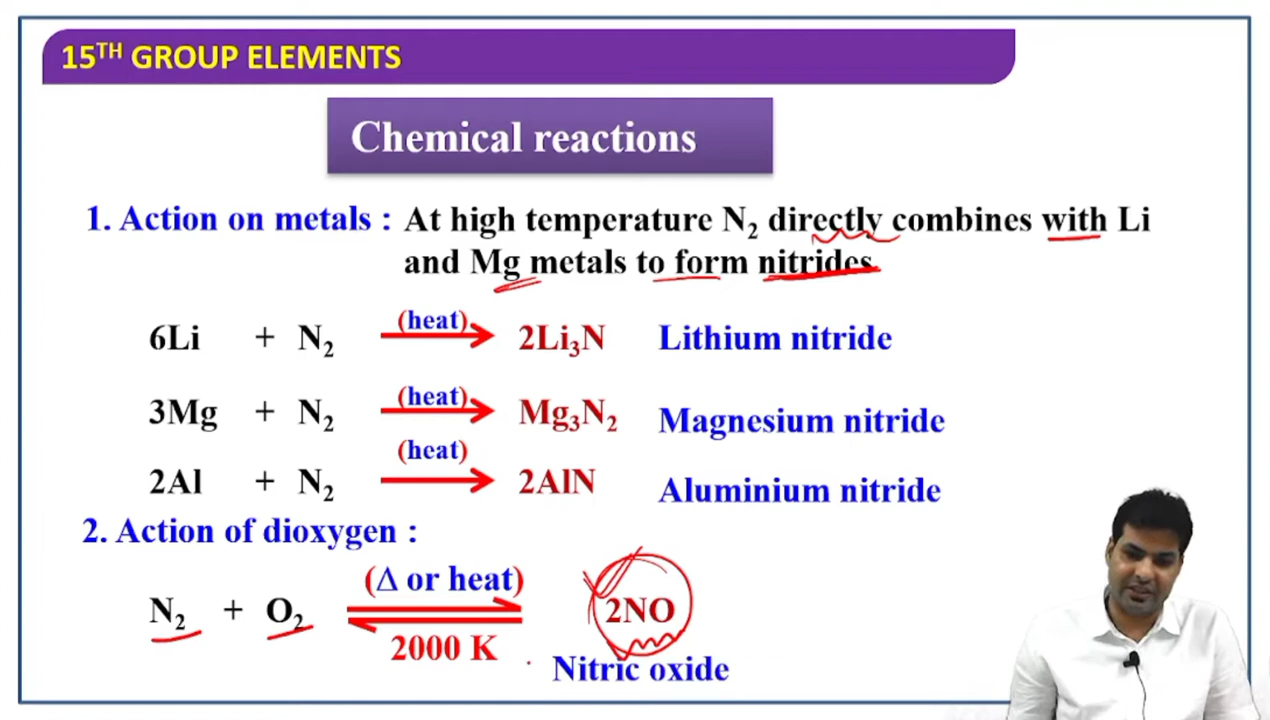 15TH GROUP ELEMENTS
Chemical reactions
1. Action on metals : At high temperature N2 directly combines with Li
and Mg metals to form nitrides
6Li + N2 (heat) 2Li3N Lithium nitride
3Mg + N2 (heat) Mg3N2 Magnesium nitride
2Al + N2 (heat) 2AlN Aluminium nitride
2. Action of dioxygen :
N2 + O2 (Δ or heat) 2000 K 2NO
Nitric oxide